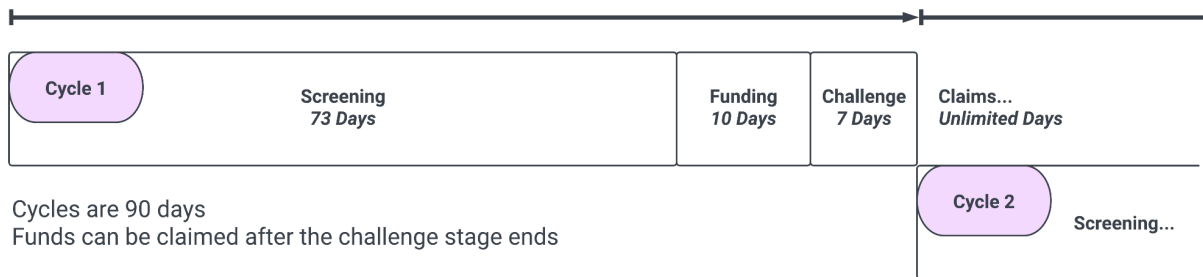 Cycle 1
Screening
73 Days
Funding
10 Days
Challenge
7 Days
Claims...
Unlimited Days
Cycles are 90 days
Funds can be claimed after the challenge stage ends
Cycle 2
Screening...